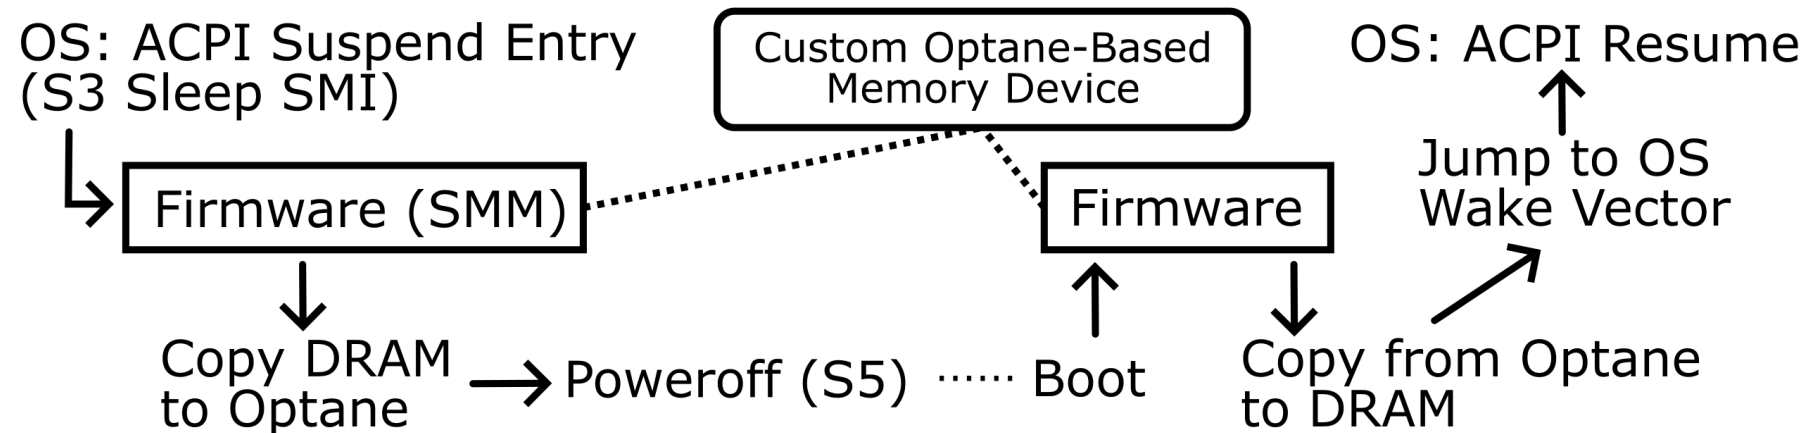 OS: ACPI Suspend Entry
(S3 Sleep SMI)
Custom Optane-Based
Memory Device
OS: ACPI Resume
Firmware (SMM)
Firmware
Jump to OS
Wake Vector
Copy DRAM
to Optane
Poweroff (S5)
Boot
Copy from Optane
to DRAM